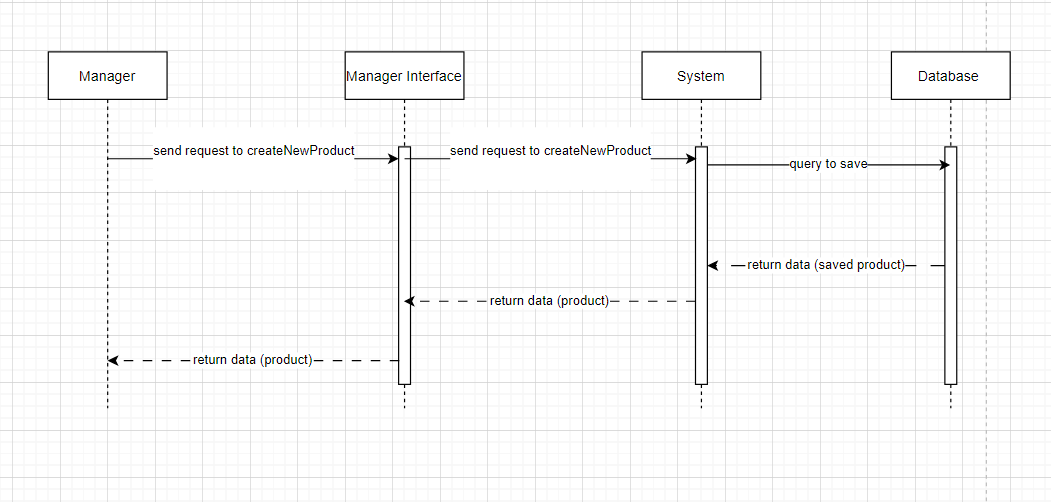 Manager
Manager Interface
System
Database
send request to createNewProduct
send request to createNewProduct
query to save
return data (saved product)
return data (product)
return data (product)